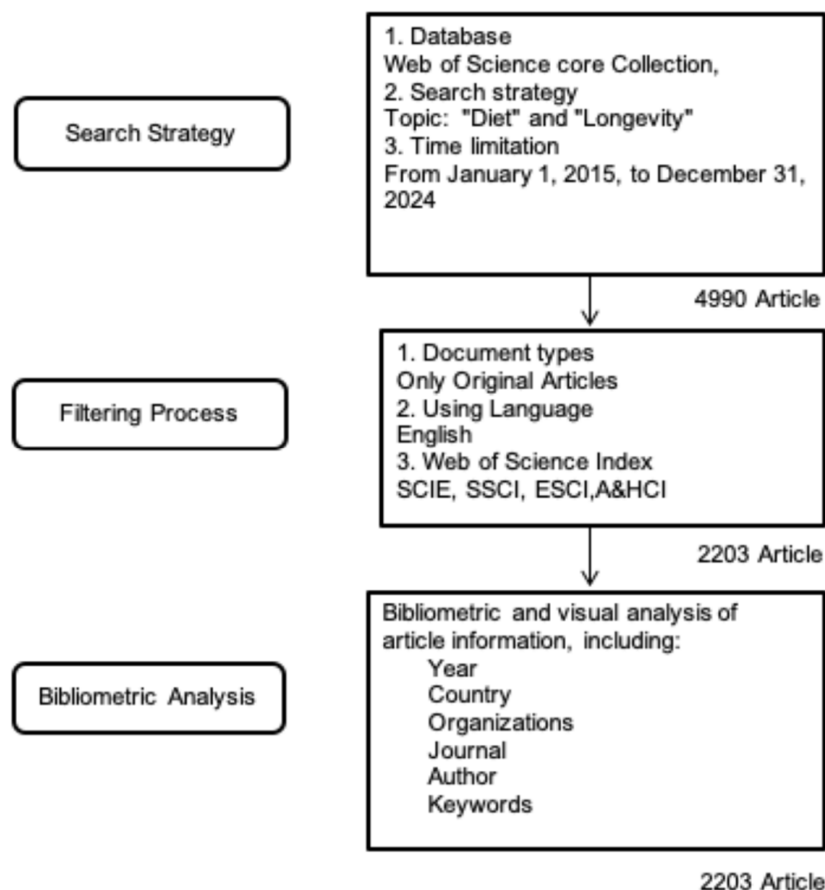 Search Strategy
1. Database
Web of Science core Collection,
2. Search strategy
Topic: "Diet" and "Longevity"
3. Time limitation
From January 1, 2015, to December 31,
2024
4990 Article
Filtering Process
1. Document types
Only Original Articles
2. Using Language
English
3. Web of Science Index
SCIE, SSCI, ESCI,A&HCI
2203 Article
Bibliometric Analysis
Bibliometric and visual analysis of
article information, including:
Year
Country
Organizations
Journal
Author
Keywords
2203 Article